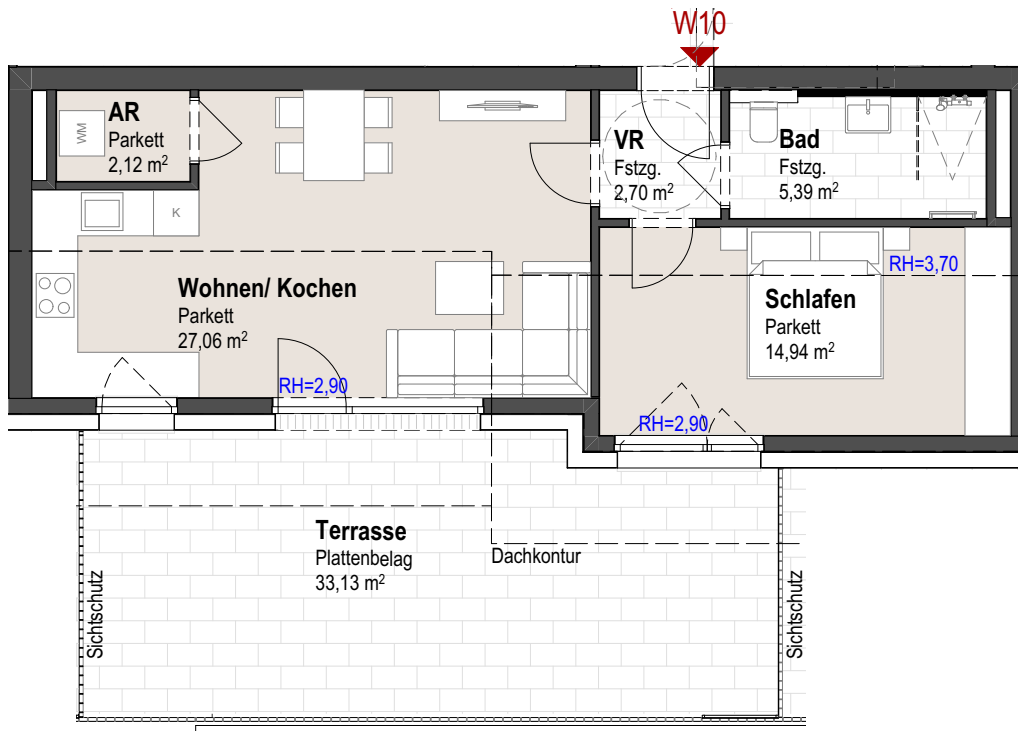 W10
AR
Parkett
2,12 m²
WM
K
VR
Fstzg.
2,70 m²
Bad
Fstzg.
5,39 m²
Wohnen/ Kochen
Parkett
27,06 m²
RH=3,70
Schlafen
Parkett
14,94 m²
RH=2,90
RH=2,90
Terrasse
Plattenbelag
33,13 m²
Dachkontur
Sichtschutz
Sichtschutz